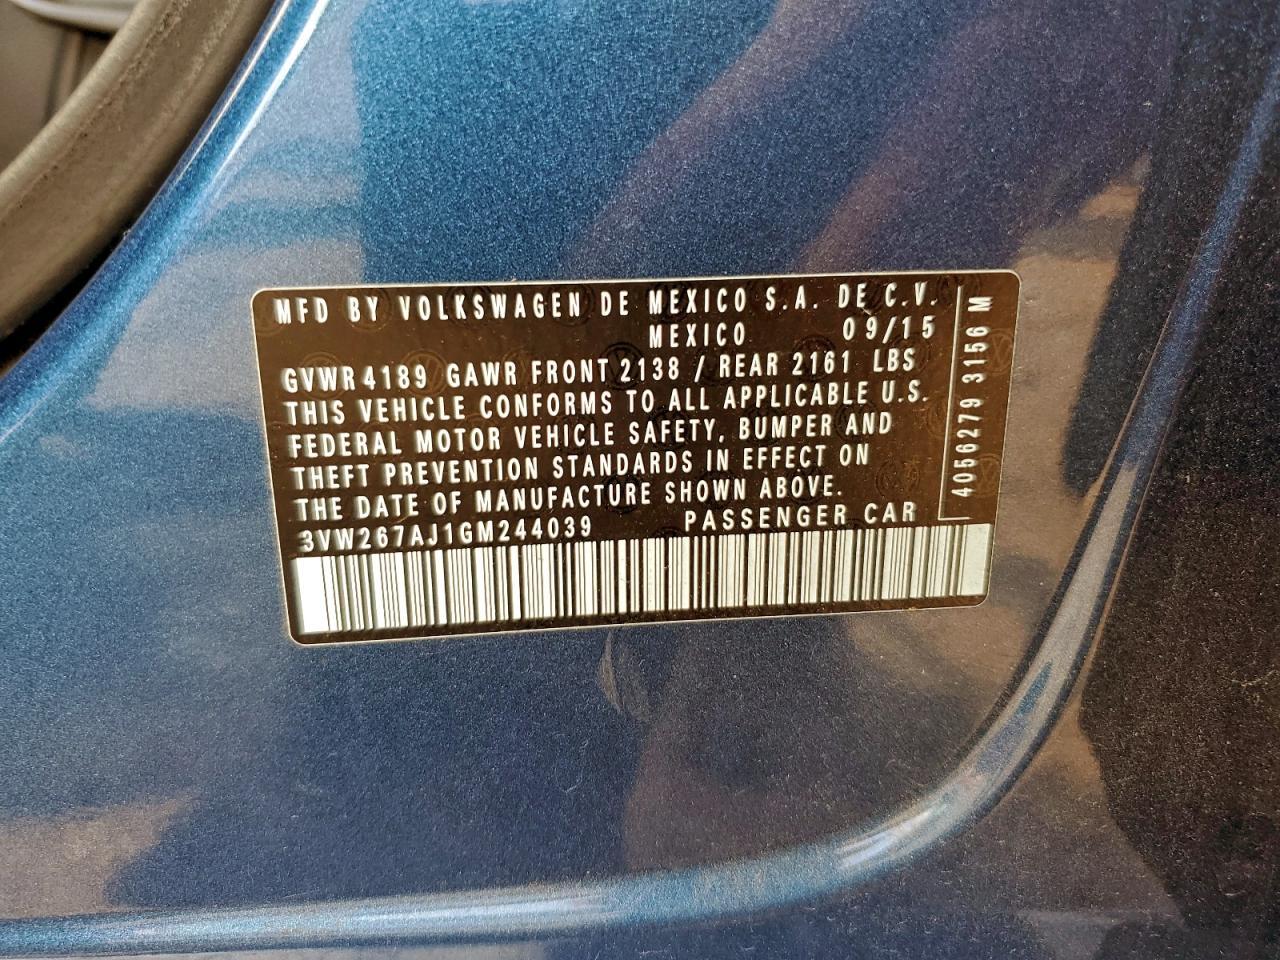 MFD BY VOLKSWAGEN DE MEXICO S.A. DE C.V.
MEXICO 09/15
GVWR 4189 GAWR FRONT 2138 / REAR 2161 LBS
THIS VEHICLE CONFORMS TO ALL APPLICABLE U.S.
FEDERAL MOTOR VEHICLE SAFETY, BUMPER AND
THEFT PREVENTION STANDARDS IN EFFECT ON
THE DATE OF MANUFACTURE SHOWN ABOVE.
3VW267AJ1GM244039 PASSENGER CAR
4056279 3156 M